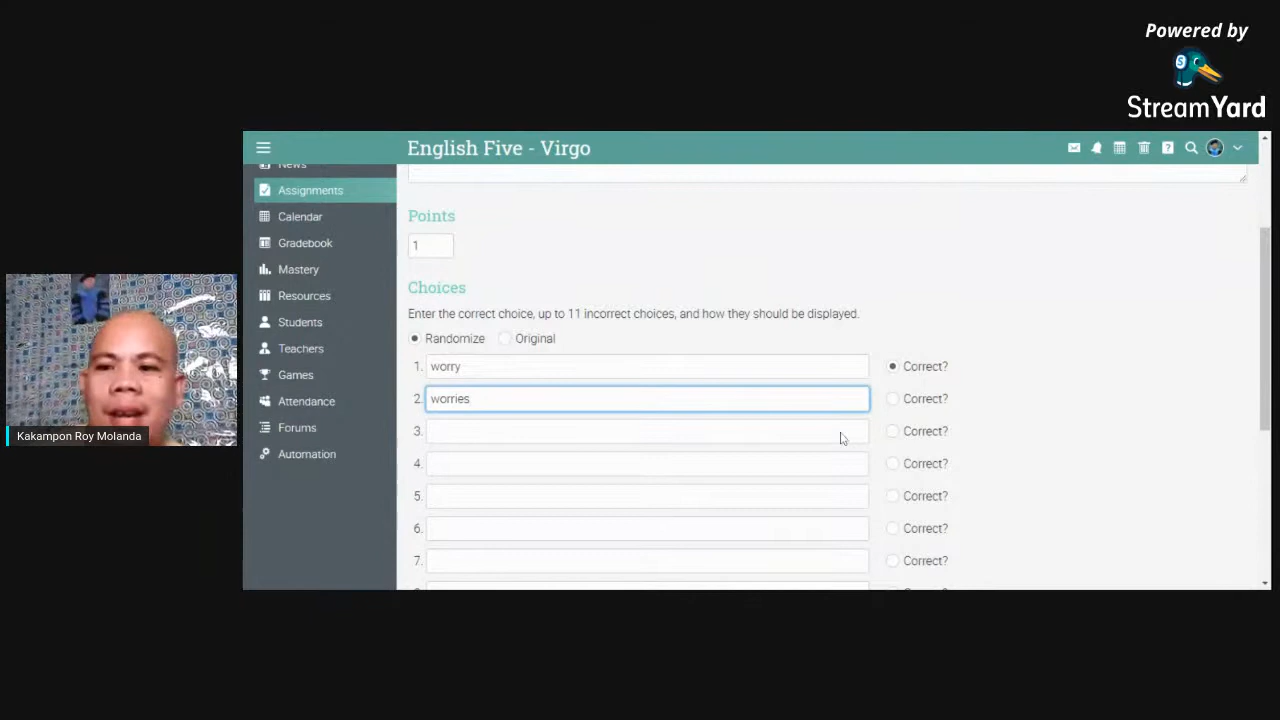 Powered by
StreamYard
English Five - Virgo
News
Assignments
Calendar
Gradebook
Mastery
Resources
Students
Teachers
Games
Attendance
Forums
Automation
Points
1
Choices
Enter the correct choice, up to 11 incorrect choices, and how they should be displayed.
Randomize Original
1. worry Correct?
2. worries Correct?
3. Correct?
4. Correct?
5. Correct?
6. Correct?
7. Correct?
Kakampon Roy Molanda